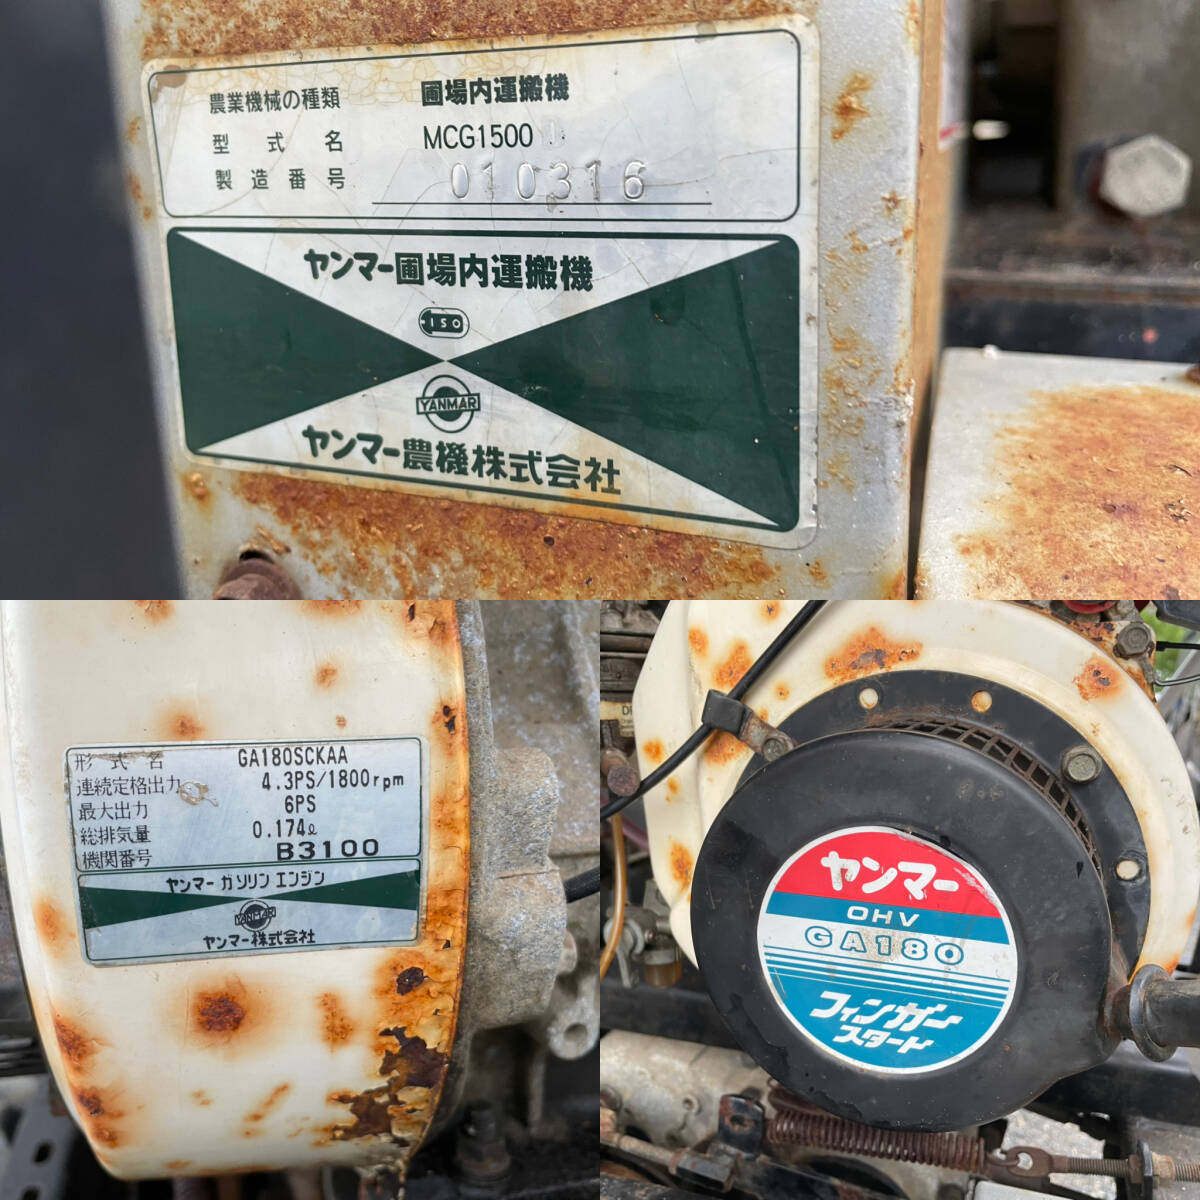 農業機械の種類 圃場内運搬機
型式名 MCG1500
製造番号 010316
ヤンマー圃場内運搬機
ISO
YANMAR
ヤンマー農機株式会社
形式名 GA180SCKAA
連続定格出力 4.3PS/1800rpm
最大出力 6PS
総排気量 0.174ℓ
機関番号 B3100
ヤンマー ガソリン エンジン
YANMAR
ヤンマー株式会社
ヤンマー
OHV
GA180
フィンガー
スタート